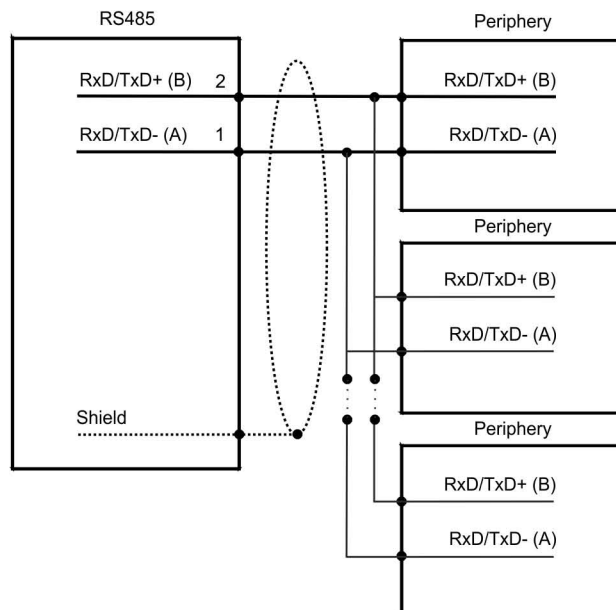 RS485
Periphery
RxD/TxD+ (B) 2
RxD/TxD+ (B)
RxD/TxD- (A) 1
RxD/TxD- (A)
Periphery
RxD/TxD+ (B)
RxD/TxD- (A)
Shield
Periphery
RxD/TxD+ (B)
RxD/TxD- (A)